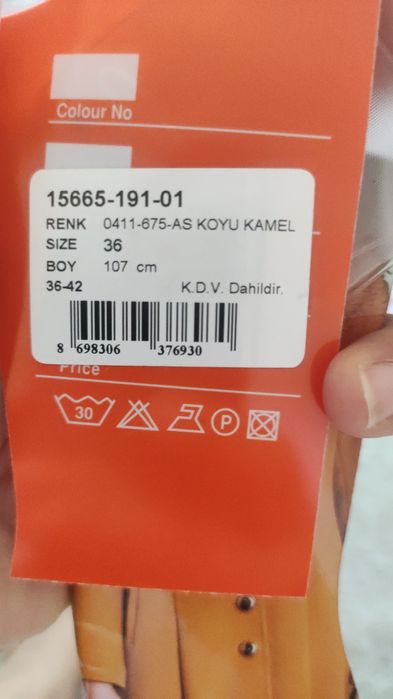 Colour No
15665-191-01
RENK 0411-675-AS KOYU KAMEL
SIZE 36
BOY 107 cm
36-42 K.D.V. Dahildir.
8 698306 376930
Price
30
P